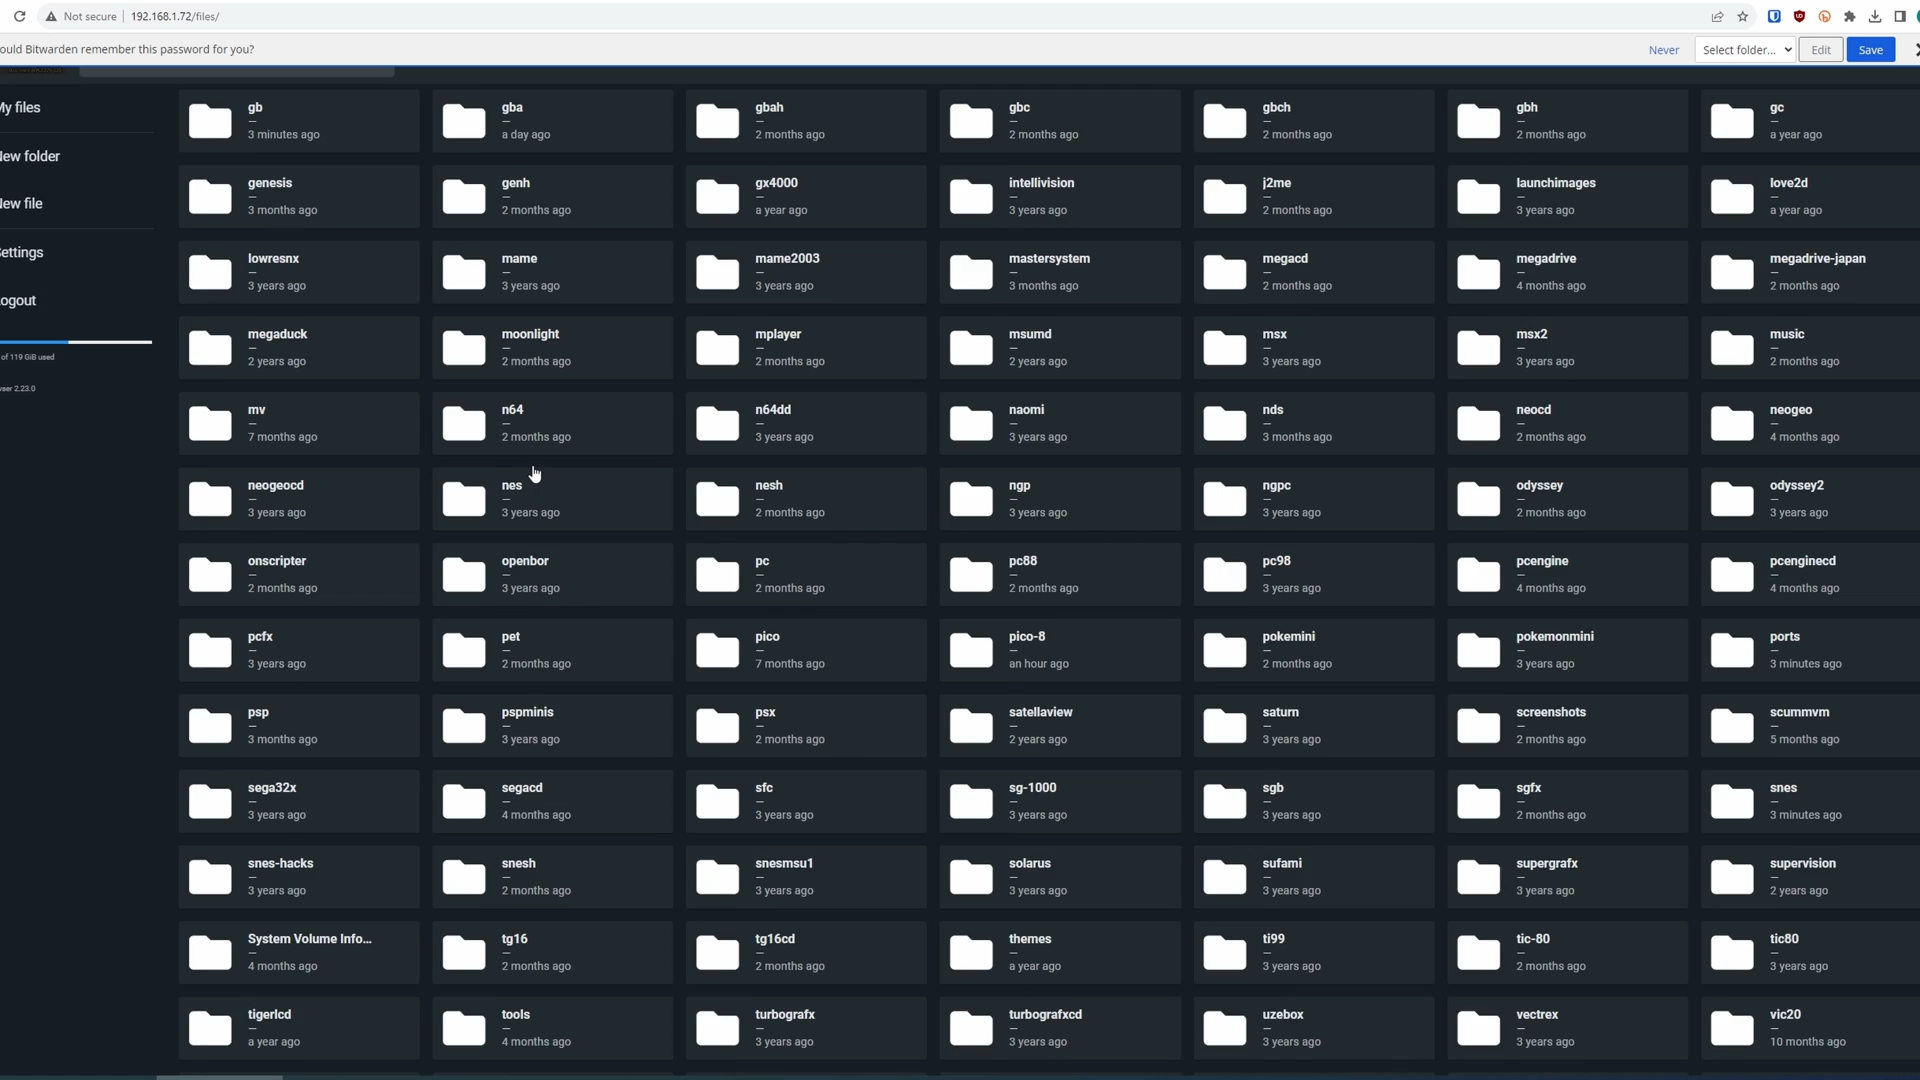 Not secure
192.168.1.72/files/
ould Bitwarden remember this password for you?
Never
Select folder...
Edit
Save
My files
New folder
New file
Settings
Logout
of 119 GiB used
wser 2.23.0
gb
—
3 minutes ago
gba
—
a day ago
gbah
—
2 months ago
gbc
—
2 months ago
gbch
—
2 months ago
gbh
—
2 months ago
gc
—
a year ago
genesis
—
3 months ago
genh
—
2 months ago
gx4000
—
a year ago
intellivision
—
3 years ago
j2me
—
2 months ago
launchimages
—
3 years ago
love2d
—
a year ago
lowresnx
—
3 years ago
mame
—
3 years ago
mame2003
—
3 years ago
mastersystem
—
3 months ago
megacd
—
2 months ago
megadrive
—
4 months ago
megadrive-japan
—
2 months ago
megaduck
—
2 years ago
moonlight
—
2 months ago
mplayer
—
2 months ago
msumd
—
2 years ago
msx
—
3 years ago
msx2
—
3 years ago
music
—
2 months ago
mv
—
7 months ago
n64
—
2 months ago
n64dd
—
3 years ago
naomi
—
3 years ago
nds
—
3 months ago
neocd
—
2 months ago
neogeo
—
4 months ago
neogeocd
—
3 years ago
nes
—
3 years ago
nesh
—
2 months ago
ngp
—
3 years ago
ngpc
—
3 years ago
odyssey
—
2 months ago
odyssey2
—
3 years ago
onscripter
—
2 months ago
openbor
—
3 years ago
pc
—
2 months ago
pc88
—
2 months ago
pc98
—
3 years ago
pcengine
—
4 months ago
pcenginecd
—
4 months ago
pcfx
—
3 years ago
pet
—
2 months ago
pico
—
7 months ago
pico-8
—
an hour ago
pokemini
—
2 months ago
pokemonmini
—
3 years ago
ports
—
3 minutes ago
psp
—
3 months ago
pspminis
—
3 years ago
psx
—
2 months ago
satellaview
—
2 years ago
saturn
—
3 years ago
screenshots
—
2 months ago
scummvm
—
5 months ago
sega32x
—
3 years ago
segacd
—
4 months ago
sfc
—
3 years ago
sg-1000
—
3 years ago
sgb
—
3 years ago
sgfx
—
2 months ago
snes
—
3 minutes ago
snes-hacks
—
3 years ago
snesh
—
2 months ago
snesmsu1
—
3 years ago
solarus
—
3 years ago
sufami
—
3 years ago
supergrafx
—
3 years ago
supervision
—
2 years ago
System Volume Info...
—
4 months ago
tg16
—
2 months ago
tg16cd
—
2 months ago
themes
—
a year ago
ti99
—
3 years ago
tic-80
—
2 months ago
tic80
—
3 years ago
tigerlcd
—
a year ago
tools
—
4 months ago
turbografx
—
3 years ago
turbografxcd
—
3 years ago
uzebox
—
3 years ago
vectrex
—
3 years ago
vic20
—
10 months ago